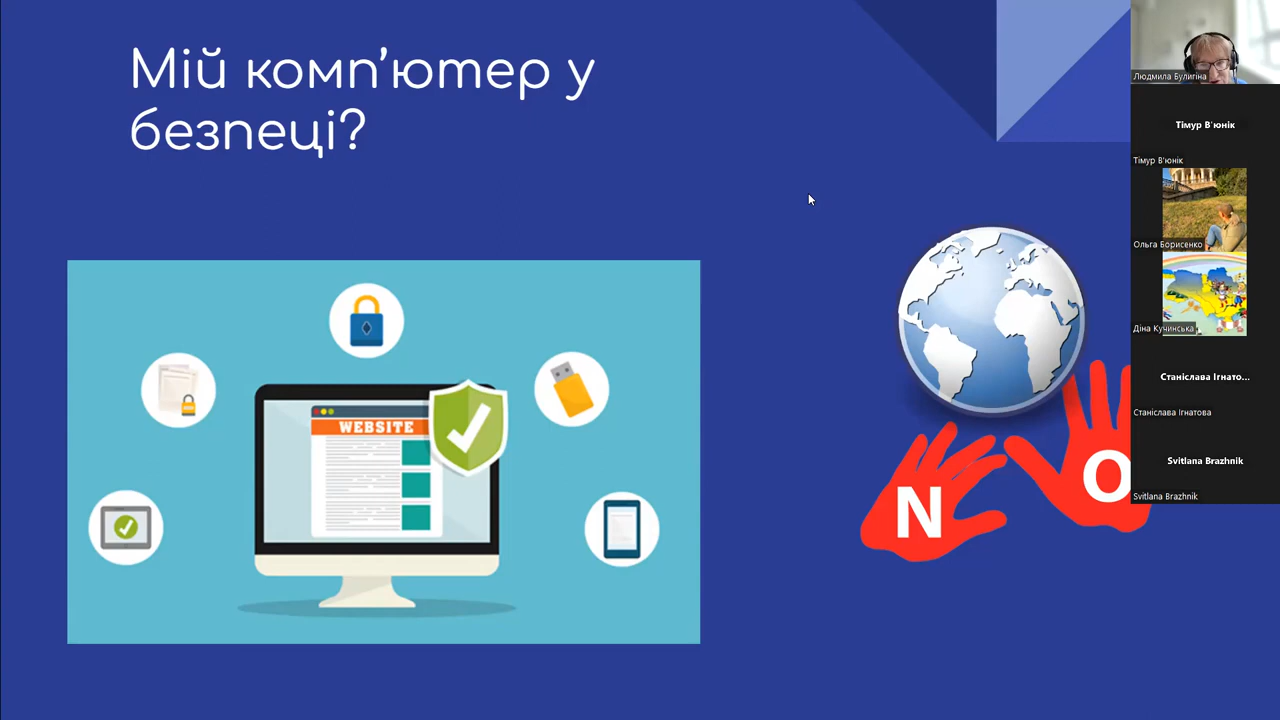 Мій комп’ютер у
безпеці?
WEBSITE
N
O
Людмила Булигіна
Тімур В'юнік
Тімур В'юнік
Ольга Борисенко
Діна Кучинська
Станіслава Ігнато...
Станіслава Ігнатова
Svitlana Brazhnik
Svitlana Brazhnik